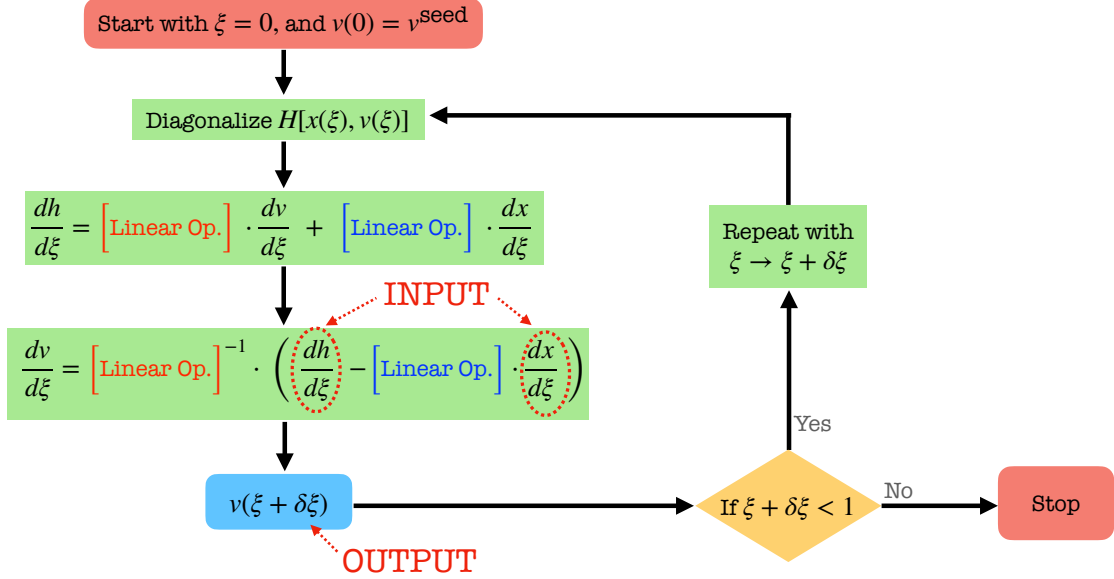 Start with ξ = 0, and v(0) = v^seed
Diagonalize H[x(ξ), v(ξ)]
dh/dξ = [Linear Op.] · dv/dξ + [Linear Op.] · dx/dξ
Repeat with
ξ → ξ + δξ
INPUT
dv/dξ = [Linear Op.]^−1 · (dh/dξ − [Linear Op.] · dx/dξ)
Yes
v(ξ + δξ)
If ξ + δξ < 1
No
Stop
OUTPUT